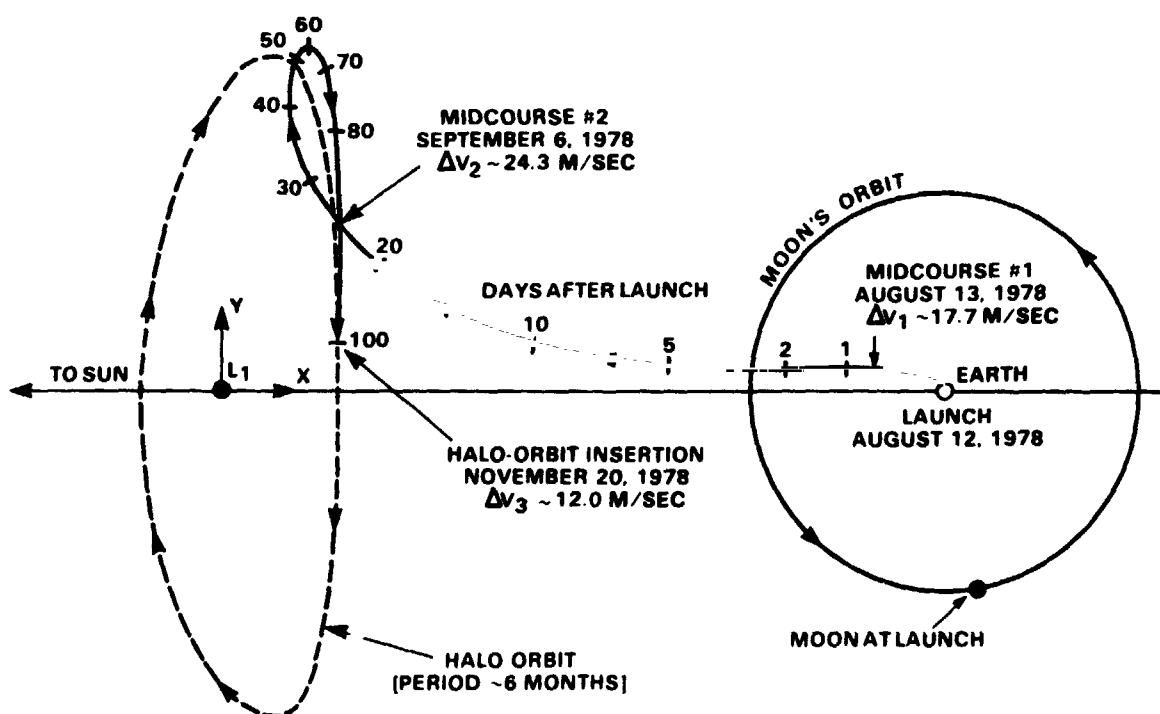 60
50
70
40
80
30
MIDCOURSE #2
SEPTEMBER 6, 1978
ΔV2 ~24.3 M/SEC
20
MOON'S ORBIT
DAYS AFTER LAUNCH
10
5
2
1
MIDCOURSE #1
AUGUST 13, 1978
ΔV1 ~17.7 M/SEC
100
Y
TO SUN
L1
X
EARTH
LAUNCH
AUGUST 12, 1978
HALO-ORBIT INSERTION
NOVEMBER 20, 1978
ΔV3 ~12.0 M/SEC
MOON AT LAUNCH
HALO ORBIT
[PERIOD ~6 MONTHS]